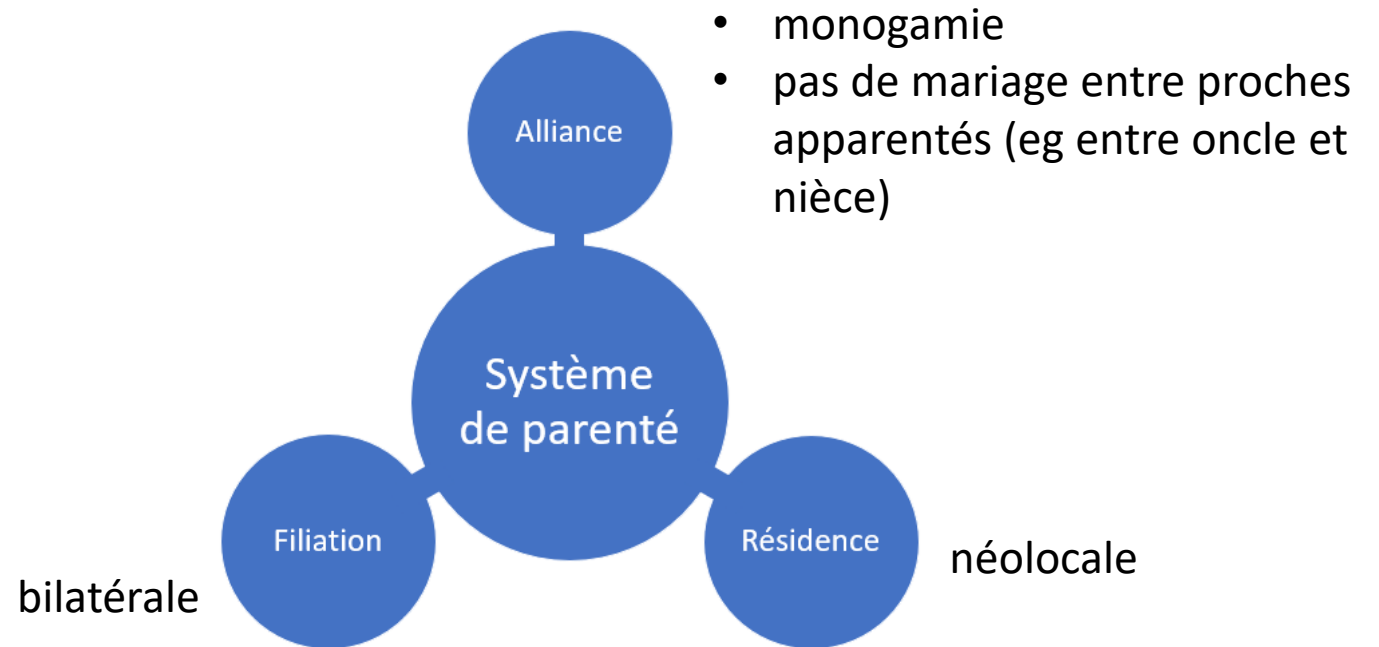 • monogamie
• pas de mariage entre proches
apparentés (eg entre oncle et
nièce)
Alliance
Système
de parenté
Filiation
Résidence
néolocale
bilatérale